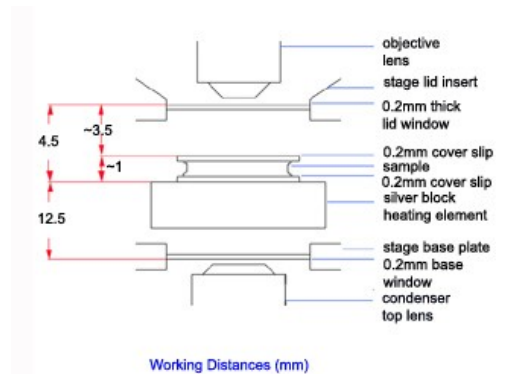 objective
lens
stage lid insert
0.2mm thick
lid window
~3.5
4.5
0.2mm cover slip
~1
sample
0.2mm cover slip
silver block
heating element
12.5
stage base plate
0.2mm base
window
condenser
top lens
Working Distances (mm)